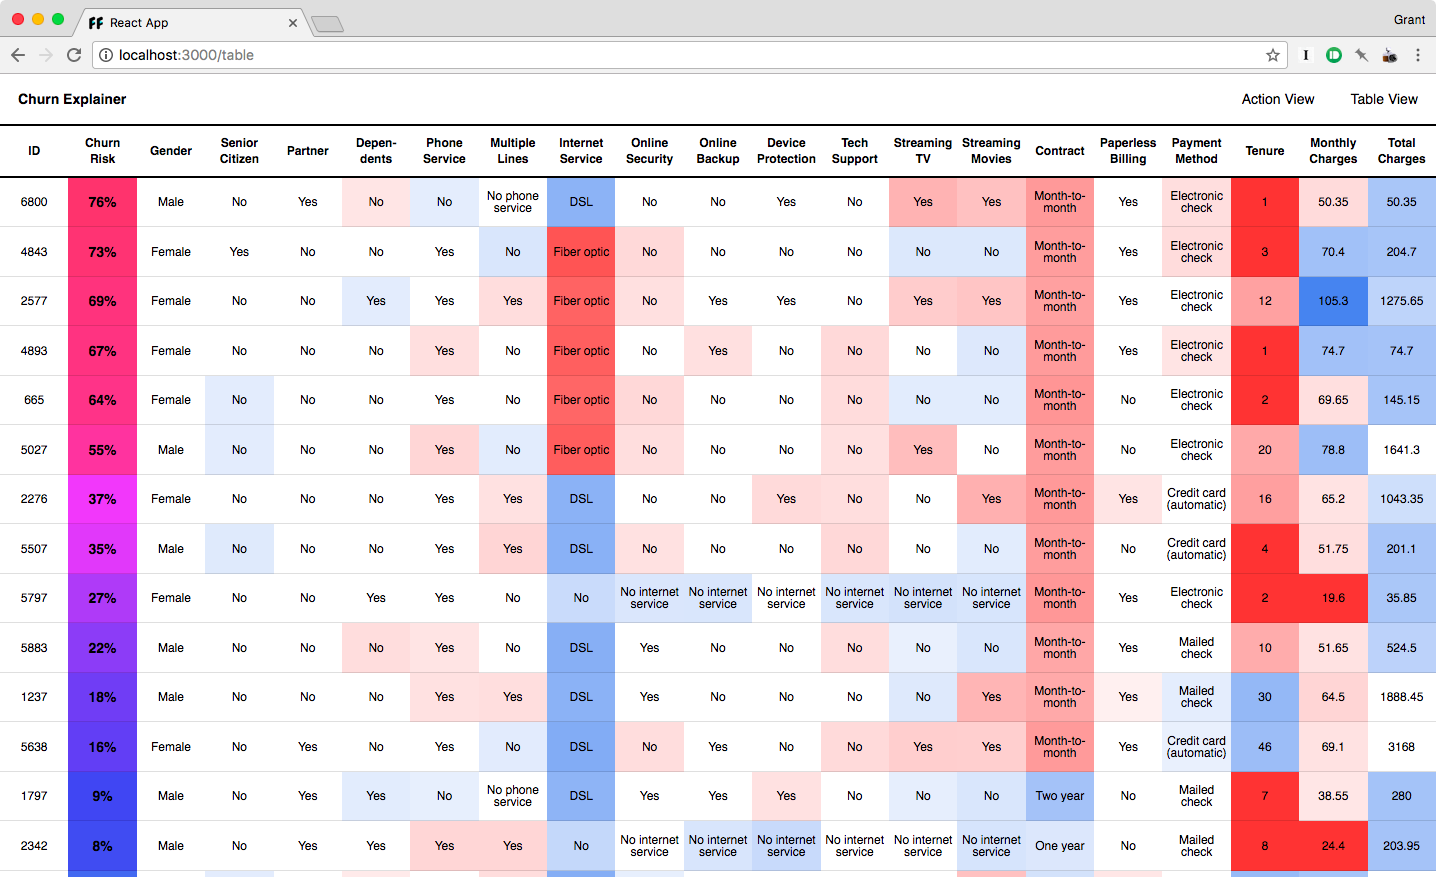 Grant
React App
localhost:3000/table
Churn Explainer Action View Table View
ID Churn Risk Gender Senior Citizen Partner Depen-dents Phone Service Multiple Lines Internet Service Online Security Online Backup Device Protection Tech Support Streaming TV Streaming Movies Contract Paperless Billing Payment Method Tenure Monthly Charges Total Charges
6800 76% Male No Yes No No No phone service DSL No No Yes No Yes Yes Month-to-month Yes Electronic check 1 50.35 50.35
4843 73% Female Yes No No Yes No Fiber optic No No No No No No Month-to-month Yes Electronic check 3 70.4 204.7
2577 69% Female No No Yes Yes Yes Fiber optic No Yes Yes No Yes Yes Month-to-month Yes Electronic check 12 105.3 1275.65
4893 67% Female No No No Yes No Fiber optic No Yes No No No No Month-to-month Yes Electronic check 1 74.7 74.7
665 64% Female No No No Yes No Fiber optic No No No No No No Month-to-month No Electronic check 2 69.65 145.15
5027 55% Male No No No Yes No Fiber optic No No No No Yes No Month-to-month No Electronic check 20 78.8 1641.3
2276 37% Female No No No Yes Yes DSL No No Yes No No Yes Month-to-month Yes Credit card (automatic) 16 65.2 1043.35
5507 35% Male No No No Yes Yes DSL No No No No No No Month-to-month No Credit card (automatic) 4 51.75 201.1
5797 27% Female No No Yes Yes No No No internet service No internet service No internet service No internet service No internet service No internet service Month-to-month Yes Electronic check 2 19.6 35.85
5883 22% Male No No No Yes No DSL Yes No No No No No Month-to-month Yes Mailed check 10 51.65 524.5
1237 18% Male No No No Yes Yes DSL Yes No No No No Yes Month-to-month Yes Mailed check 30 64.5 1888.45
5638 16% Female No Yes No Yes No DSL No Yes No No Yes Yes Month-to-month Yes Credit card (automatic) 46 69.1 3168
1797 9% Male No Yes Yes No No phone service DSL Yes Yes Yes No No No Two year No Mailed check 7 38.55 280
2342 8% Male No Yes Yes Yes Yes No No internet service No internet service No internet service No internet service No internet service No internet service One year No Mailed check 8 24.4 203.95